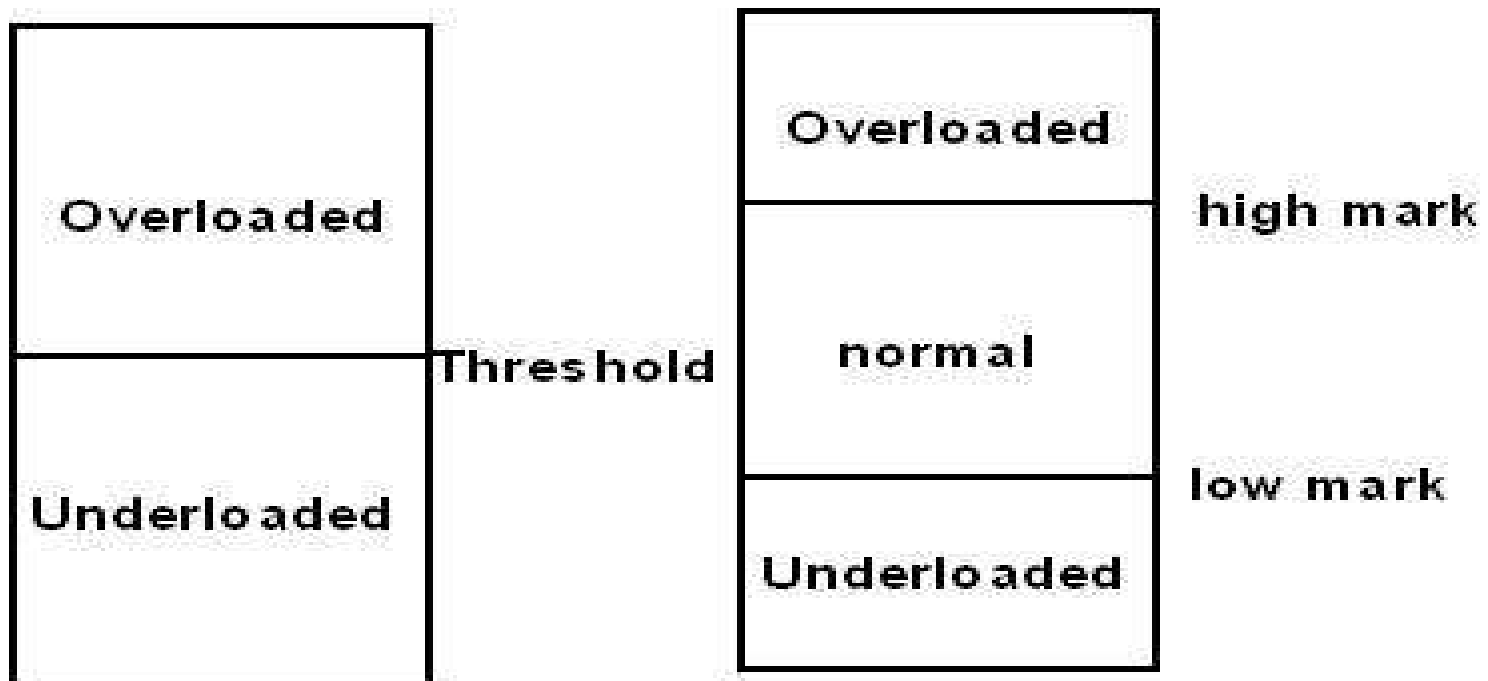 Overloaded
Threshold
Underloaded
Overloaded
high mark
normal
low mark
Underloaded